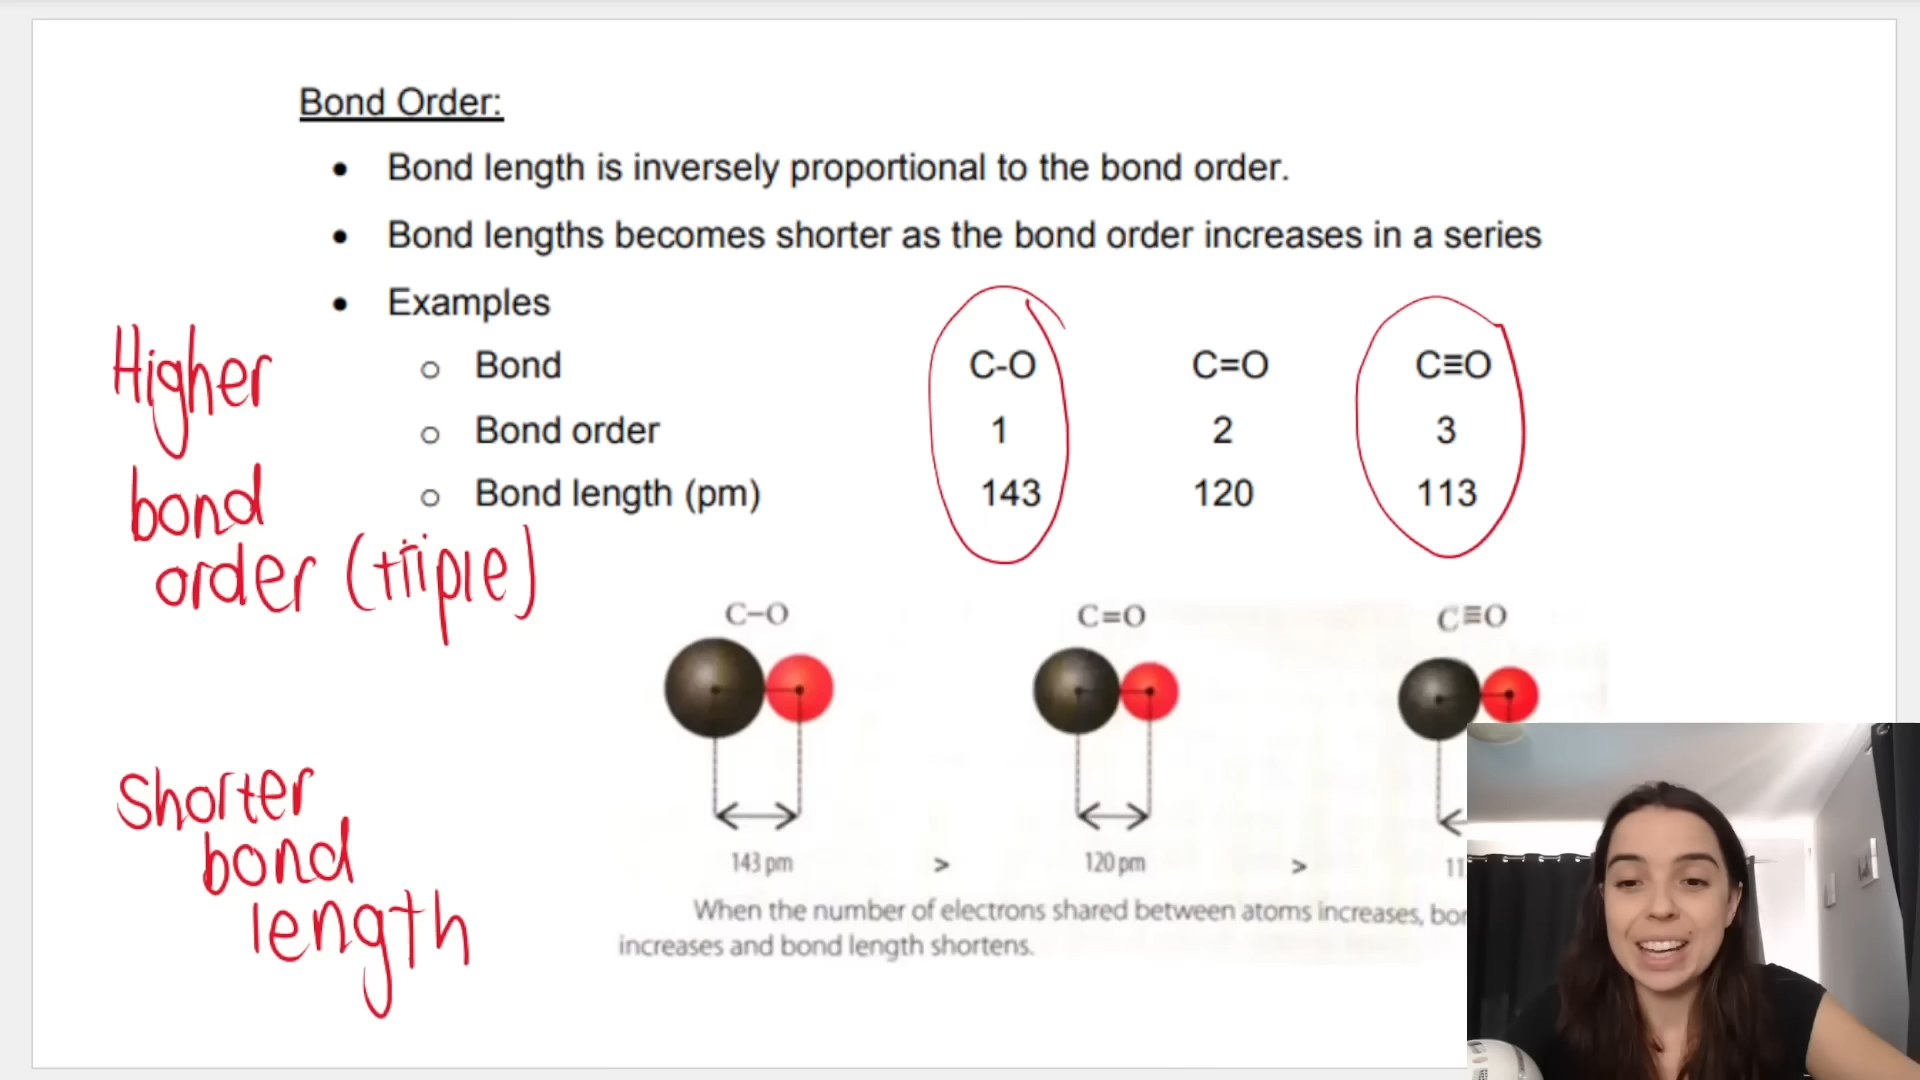 Bond Order:
• Bond length is inversely proportional to the bond order.
• Bond lengths becomes shorter as the bond order increases in a series
• Examples
o Bond C-O C=O C≡O
o Bond order 1 2 3
o Bond length (pm) 143 120 113
Higher
bond
order (triple)
shorter
bond
length
C–O C=O C≡O
143 pm > 120 pm > 11
When the number of electrons shared between atoms increases, bon
increases and bond length shortens.